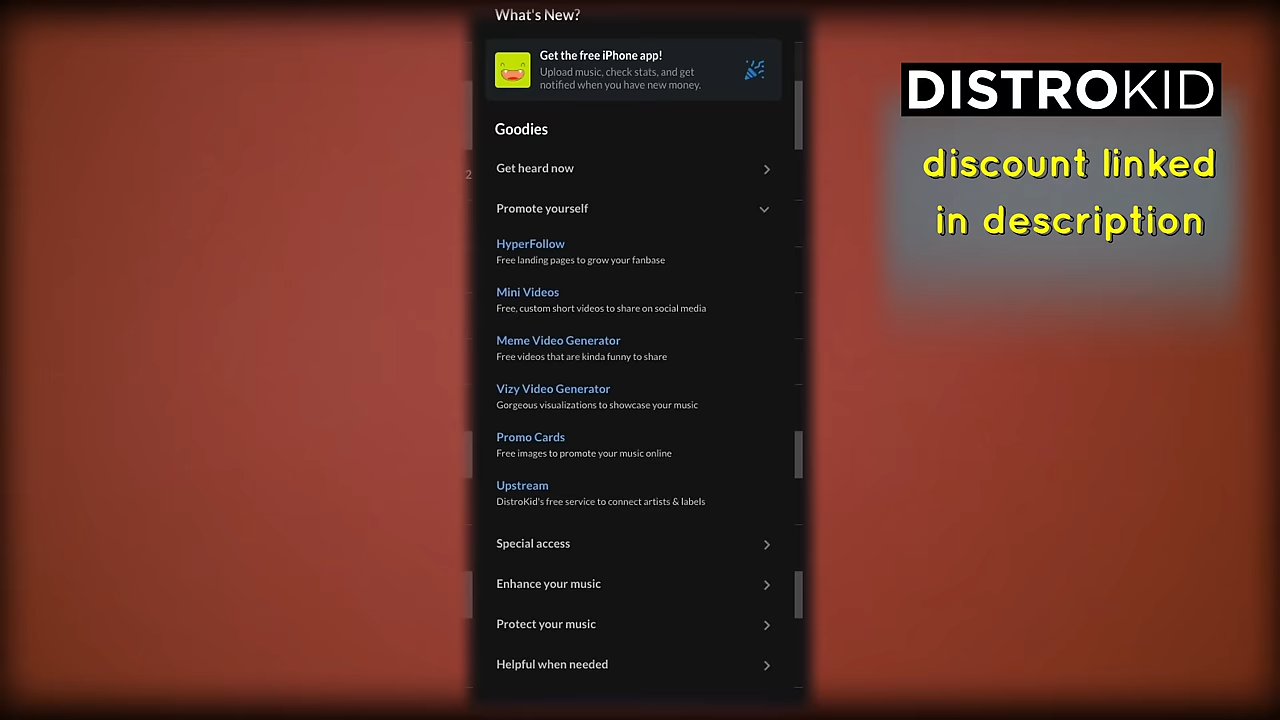 What's New?
Get the free iPhone app!
Upload music, check stats, and get
notified when you have new money.
Goodies
Get heard now
2
Promote yourself
HyperFollow
Free landing pages to grow your fanbase
Mini Videos
Free, custom short videos to share on social media
Meme Video Generator
Free videos that are kinda funny to share
Vizy Video Generator
Gorgeous visualizations to showcase your music
Promo Cards
Free images to promote your music online
Upstream
DistroKid's free service to connect artists & labels
Special access
Enhance your music
Protect your music
Helpful when needed
DISTROKID
discount linked
in description